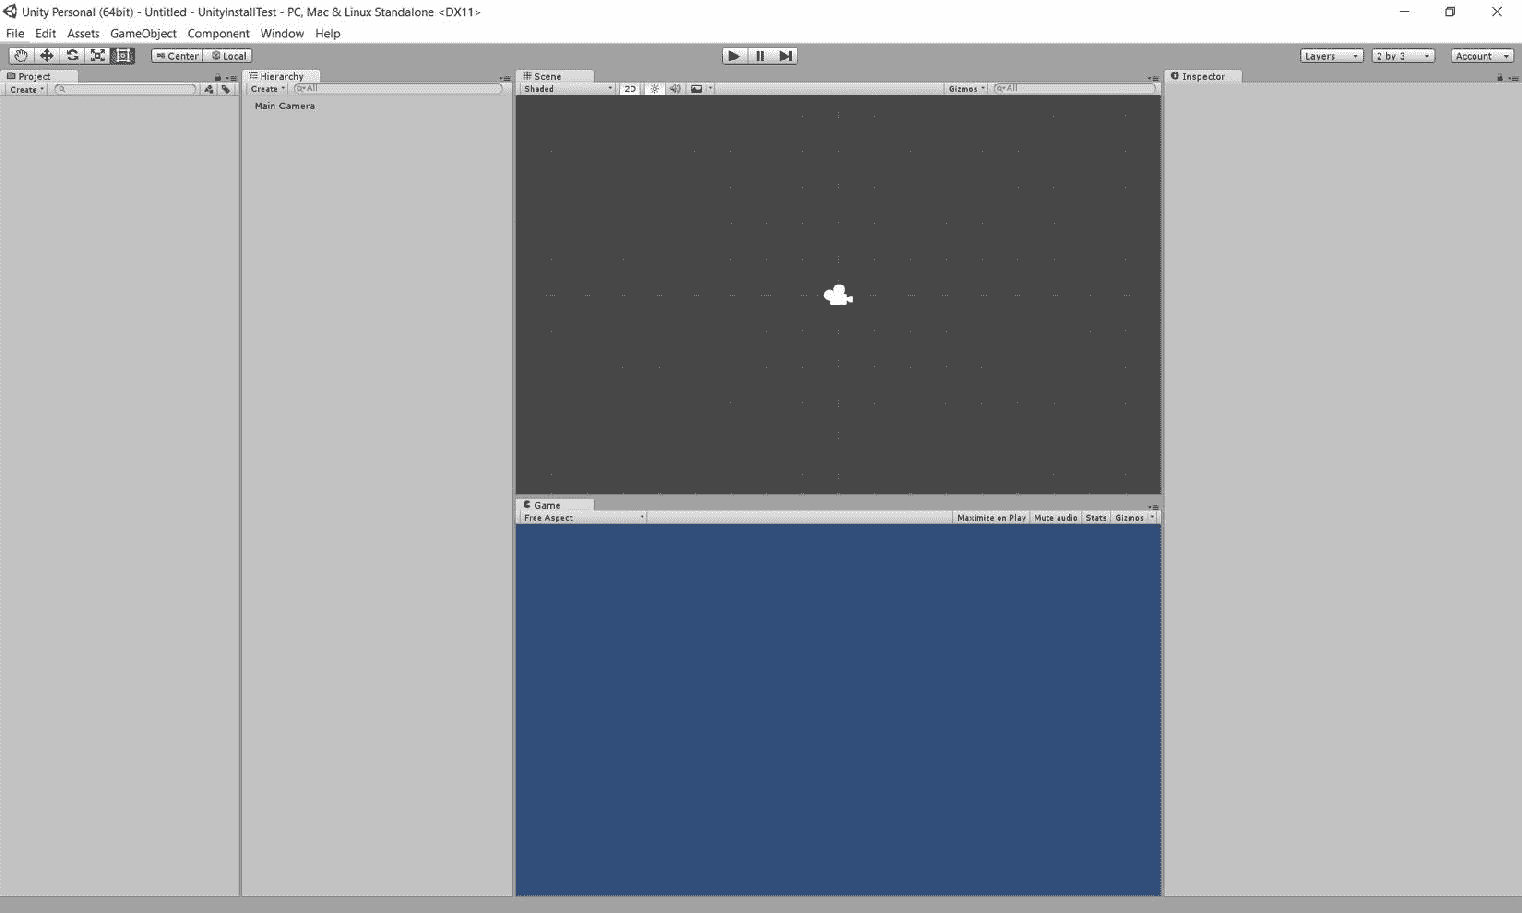 Unity Personal (64bit) - Untitled - UnityInstallTest - PC, Mac & Linux Standalone <DX11>
File Edit Assets GameObject Component Window Help
Center Local Layers 2 by 3 Account
Project Hierarchy Scene Inspector
Create Create All Shaded 2D Gizmos All
Main Camera
Game
Free Aspect Maximize on Play Mute audio Stats Gizmos